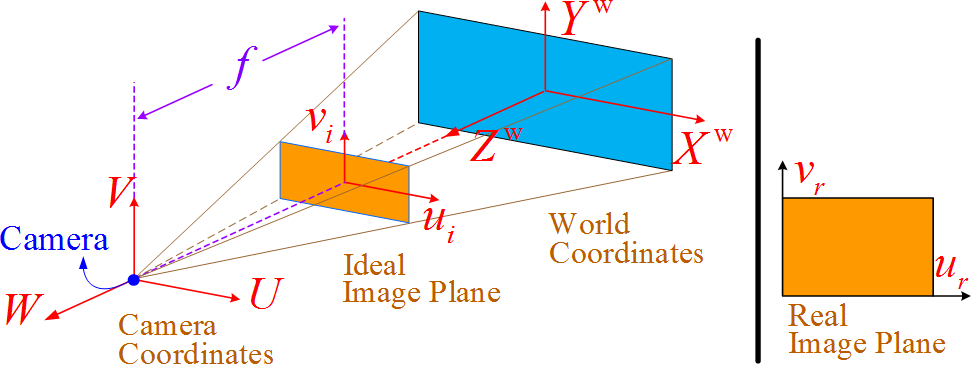 Y^w
f
v_i
Z^w
X^w
V
v_r
Camera
u_i
World
Coordinates
Ideal
Image Plane
u_r
W
U
Camera
Coordinates
Real
Image Plane